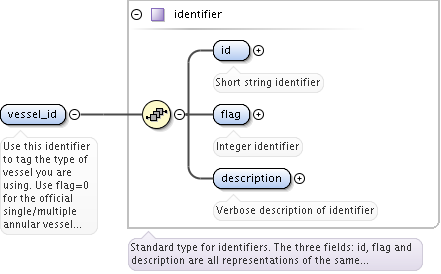 identifier
id
Short string identifier
vessel_id
flag
Use this identifier
to tag the type of
vessel you are
using. Use flag=0
for the official
single/multiple
annular vessel...
Integer identifier
description
Verbose description of identifier
Standard type for identifiers. The three fields: id, flag and
description are all representations of the same...